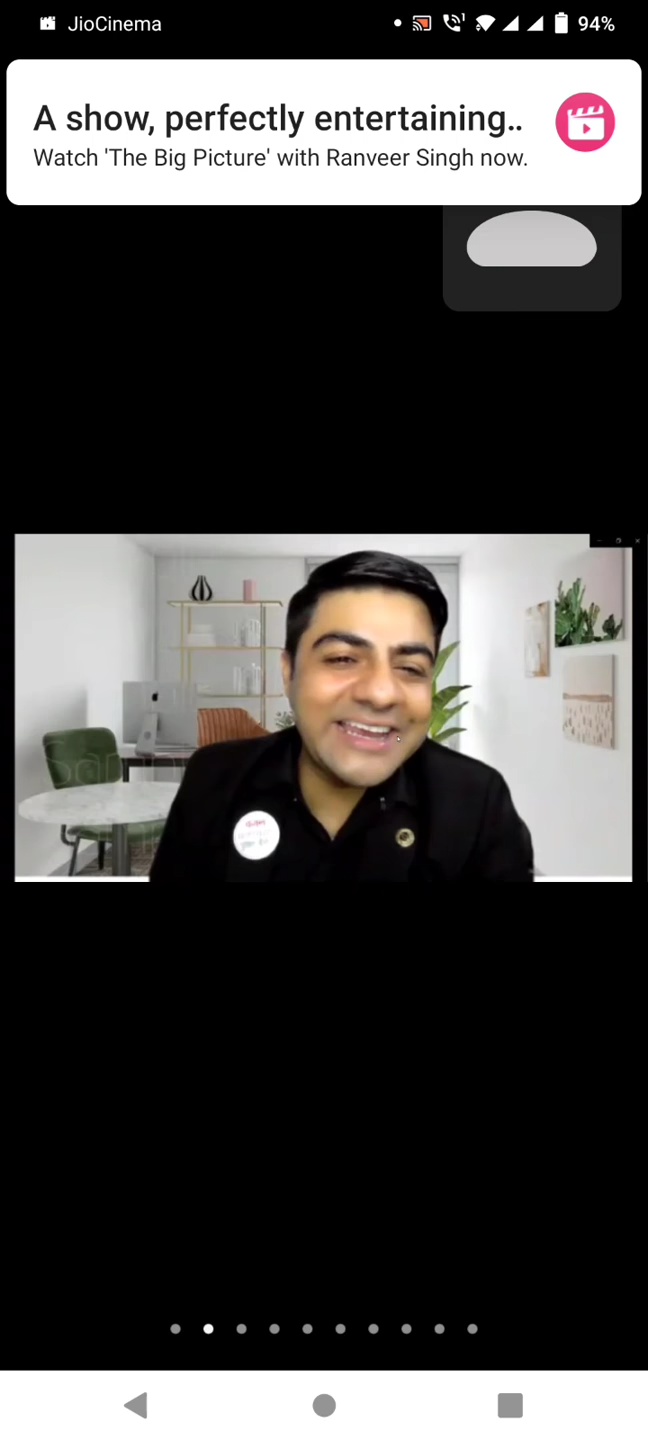 JioCinema
94%
A show, perfectly entertaining..
Watch 'The Big Picture' with Ranveer Singh now.